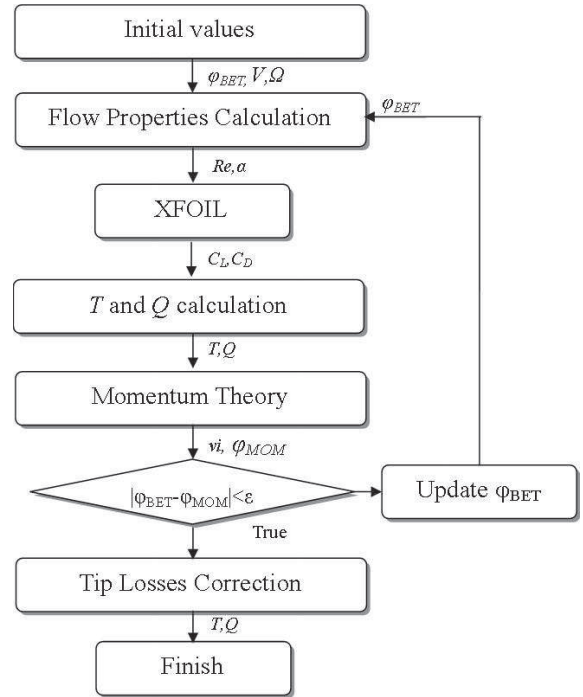 Initial values
φBET, V,Ω
Flow Properties Calculation
φBET
Re,α
XFOIL
CL,CD
T and Q calculation
T,Q
Momentum Theory
vi, φMOM
|φBET-φMOM|<ε
Update φBET
True
Tip Losses Correction
T,Q
Finish